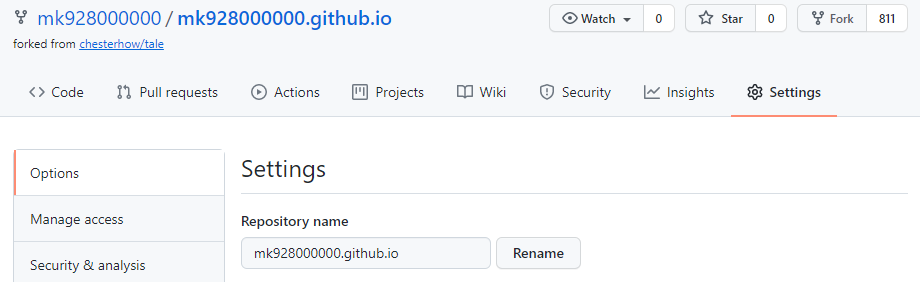 mk928000000 / mk928000000.github.io
Watch 0 Star 0 Fork 811
forked from chesterhow/tale
Code Pull requests Actions Projects Wiki Security Insights Settings
Options
Manage access
Security & analysis
Settings
Repository name
mk928000000.github.io Rename